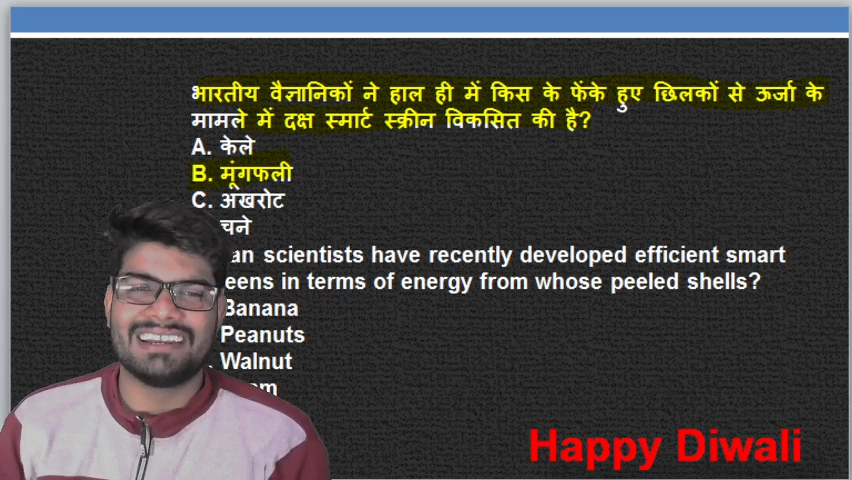 भारतीय वैज्ञानिकों ने हाल ही में किस के फेंके हुए छिलकों से ऊर्जा के
मामले में दक्ष स्मार्ट स्क्रीन विकसित की है?
A. केले
B. मूंगफली
C. अखरोट
चने
scientists have recently developed efficient smart
in terms of energy from whose peeled shells?
Banana
Peanuts
Walnut
Happy Diwali